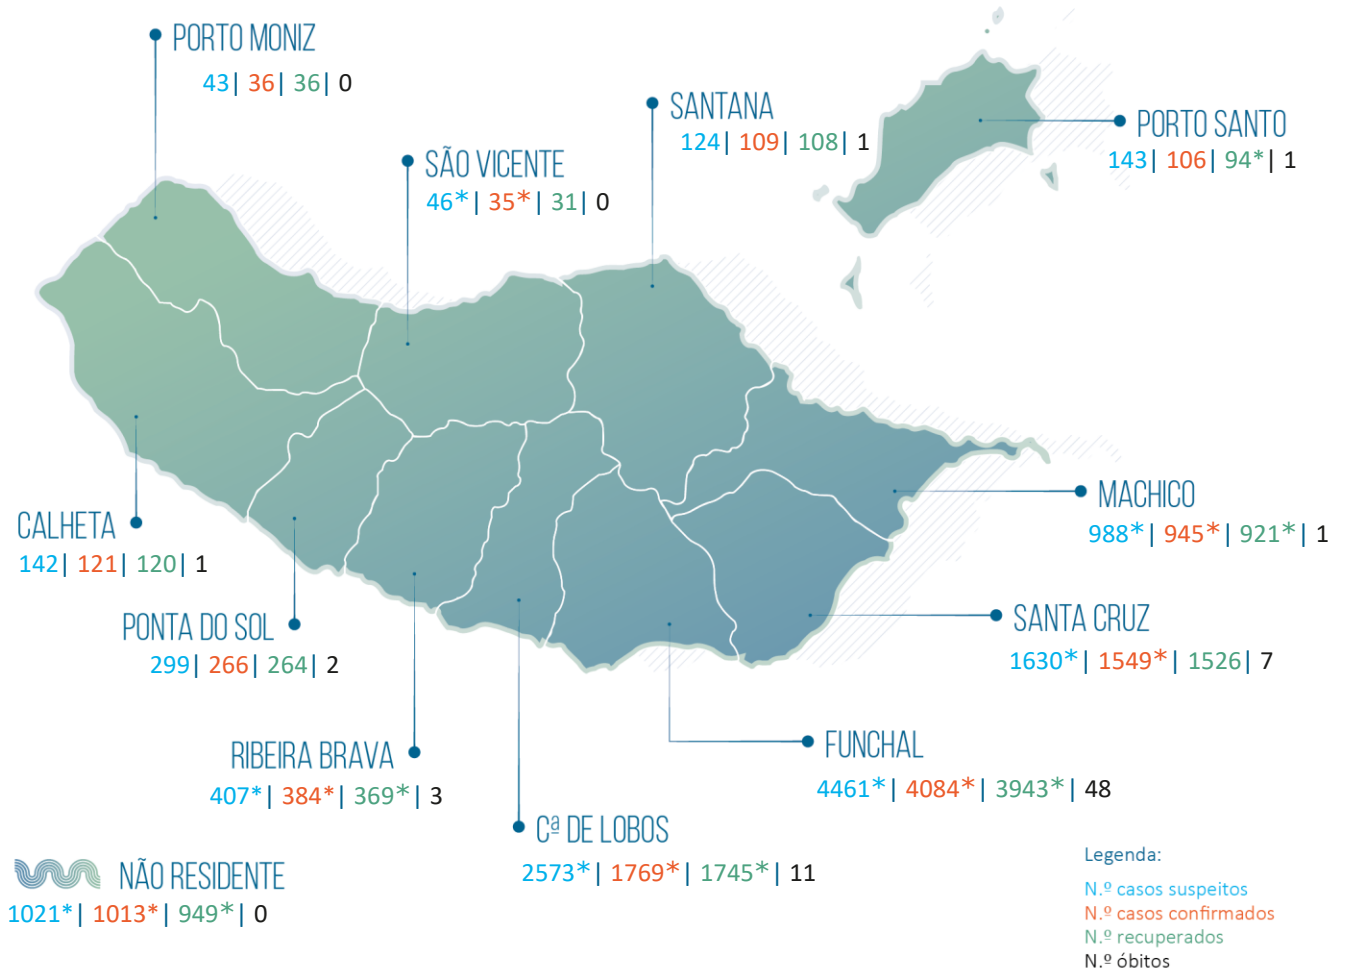 PORTO MONIZ
43| 36| 36| 0
SANTANA
124| 109| 108| 1
PORTO SANTO
143| 106| 94*| 1
SÃO VICENTE
46*| 35*| 31| 0
MACHICO
988*| 945*| 921*| 1
CALHETA
142| 121| 120| 1
PONTA DO SOL
299| 266| 264| 2
SANTA CRUZ
1630*| 1549*| 1526| 7
RIBEIRA BRAVA
407*| 384*| 369*| 3
FUNCHAL
4461*| 4084*| 3943*| 48
Cª DE LOBOS
2573*| 1769*| 1745*| 11
NÃO RESIDENTE
1021*| 1013*| 949*| 0
Legenda:
N.º casos suspeitos
N.º casos confirmados
N.º recuperados
N.º óbitos